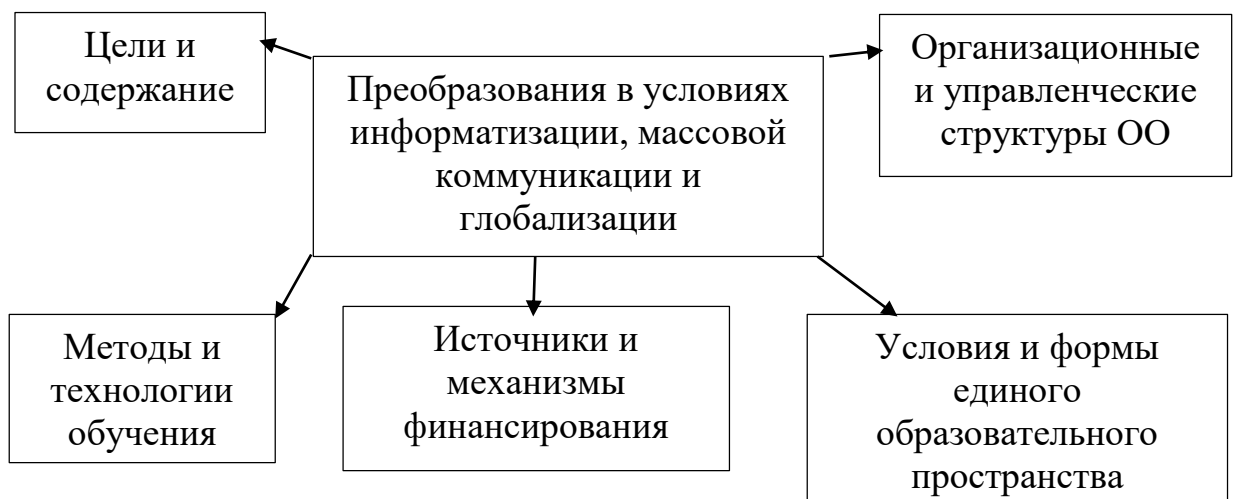 Цели и
содержание
Преобразования в условиях
информатизации, массовой
коммуникации и
глобализации
Организационные
и управленческие
структуры ОО
Методы и
технологии
обучения
Источники и
механизмы
финансирования
Условия и формы
единого
образовательного
пространства